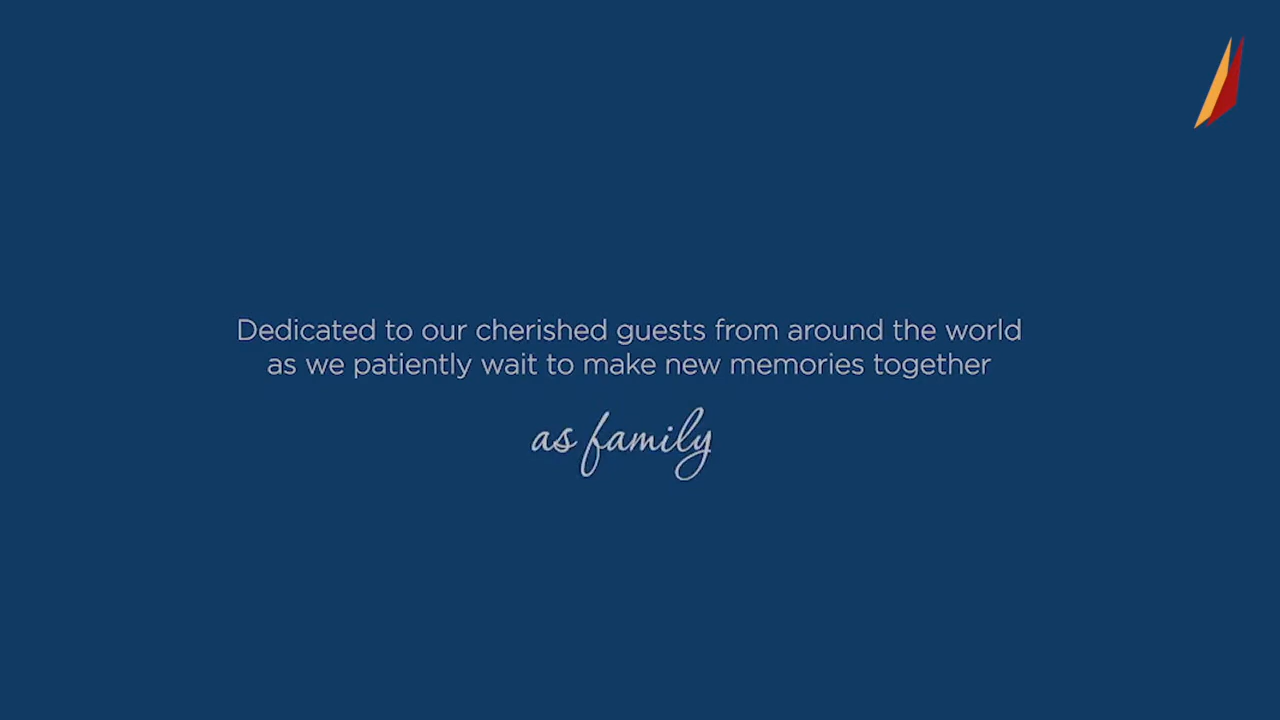 Dedicated to our cherished guests from around the world
as we patiently wait to make new memories together
as family